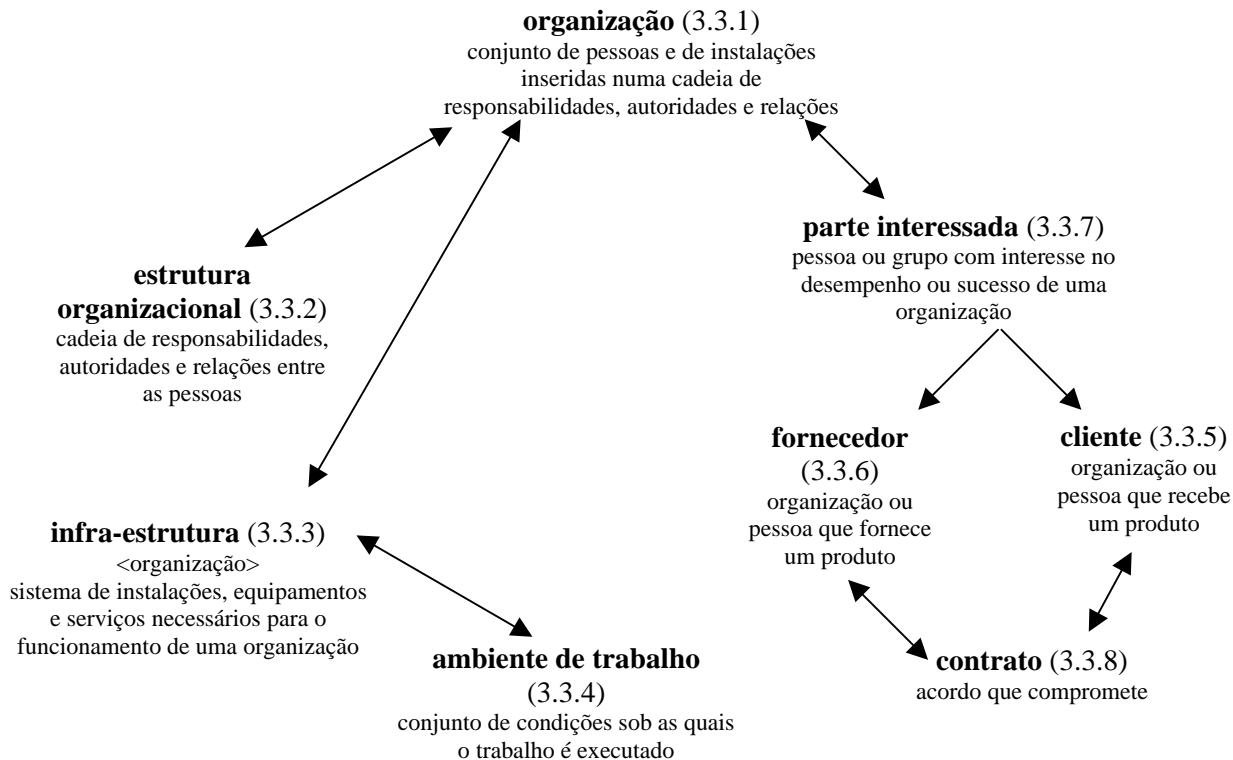 organização (3.3.1)
conjunto de pessoas e de instalações
inseridas numa cadeia de
responsabilidades, autoridades e relações
parte interessada (3.3.7)
pessoa ou grupo com interesse no
desempenho ou sucesso de uma
organização
estrutura
organizacional (3.3.2)
cadeia de responsabilidades,
autoridades e relações entre
as pessoas
fornecedor
(3.3.6)
organização ou
pessoa que fornece
um produto
cliente (3.3.5)
organização ou
pessoa que recebe
um produto
infra-estrutura (3.3.3)
<organização>
sistema de instalações, equipamentos
e serviços necessários para o
funcionamento de uma organização
ambiente de trabalho
(3.3.4)
conjunto de condições sob as quais
o trabalho é executado
contrato (3.3.8)
acordo que compromete